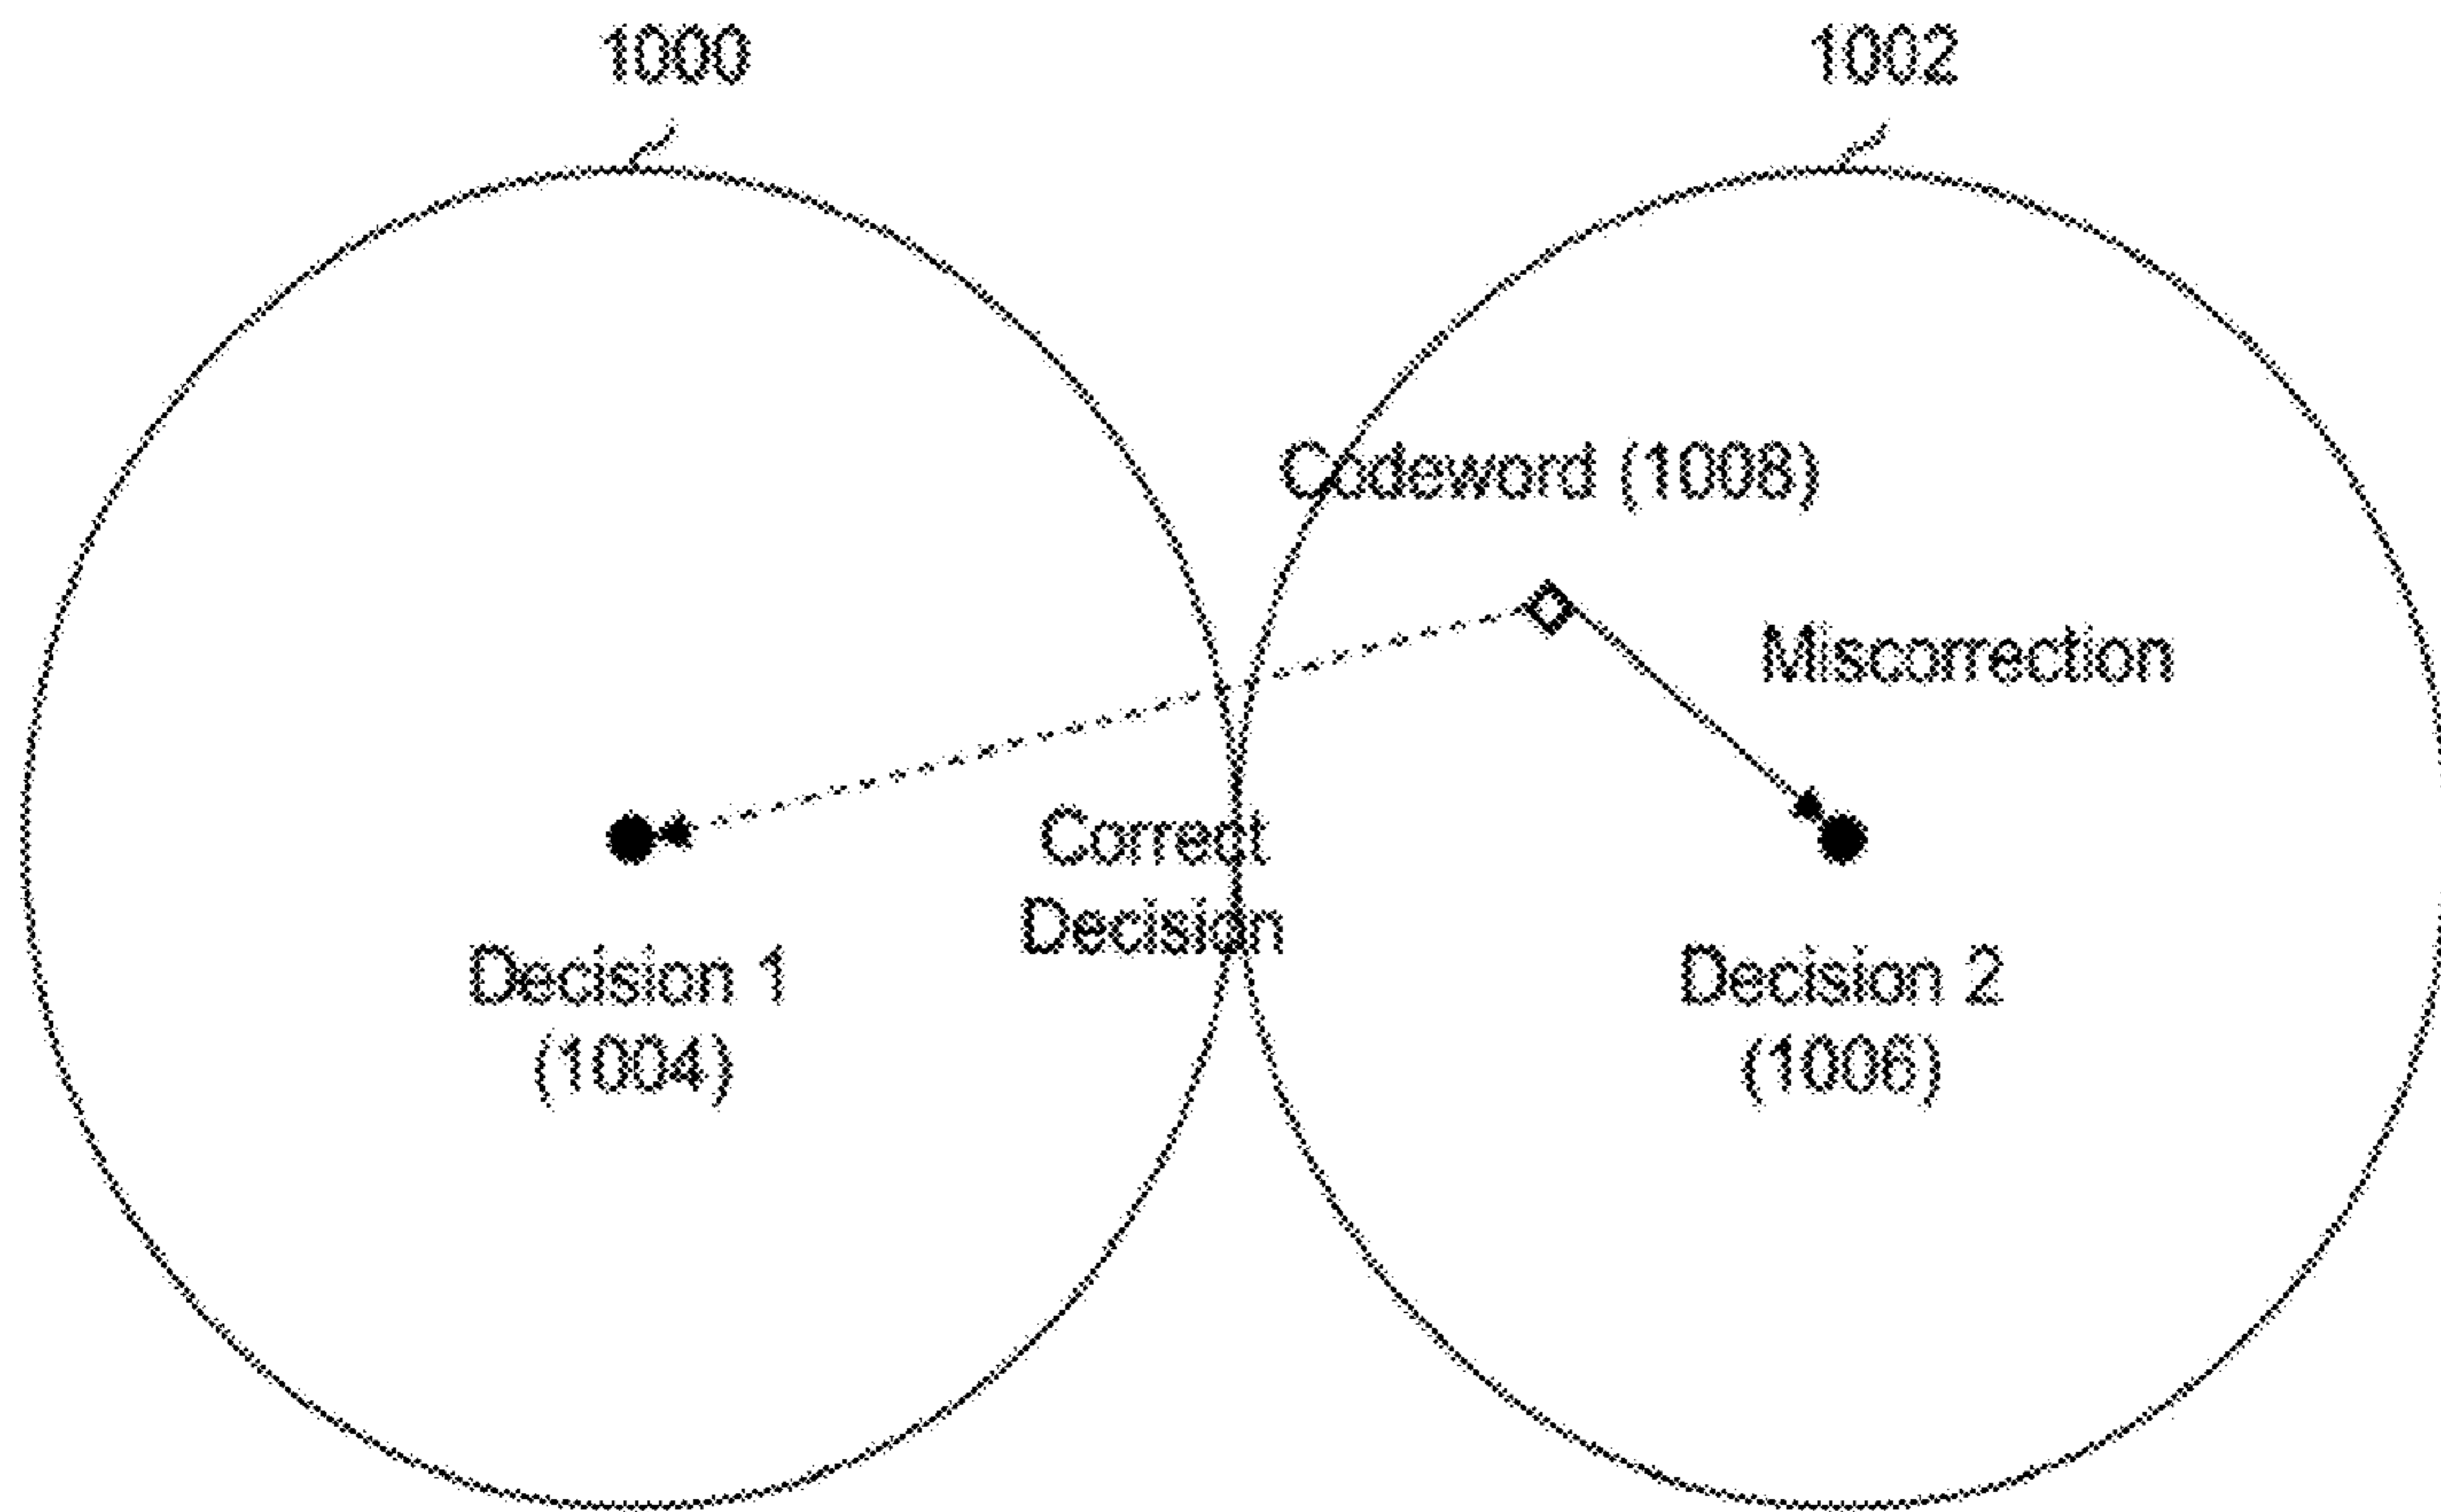 1000
1002
Codeword (1008)
Miscorrection
Correct
Decision
Decision 1
(1004)
Decision 2
(1006)